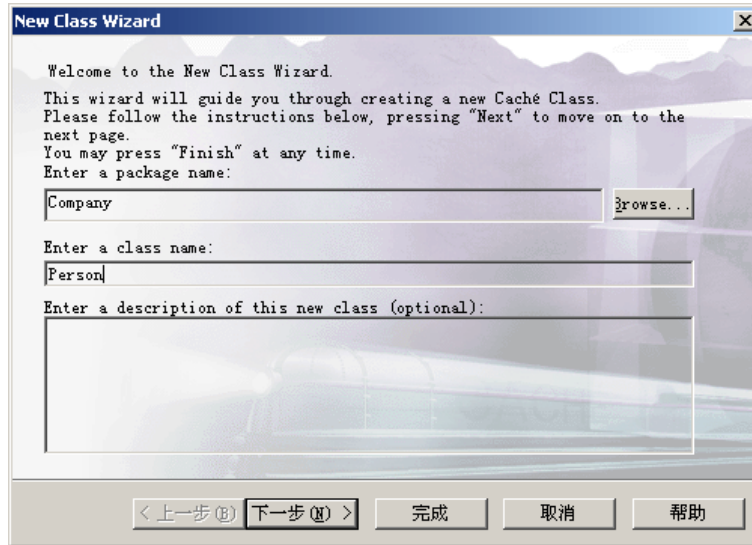 New Class Wizard
Welcome to the New Class Wizard.
This wizard will guide you through creating a new Caché Class.
Please follow the instructions below, pressing "Next" to move on to the
next page.
You may press "Finish" at any time.
Enter a package name:
Company
Browse...
Enter a class name:
Person
Enter a description of this new class (optional):
< 上一步(B) 下一步(N) > 完成 取消 帮助